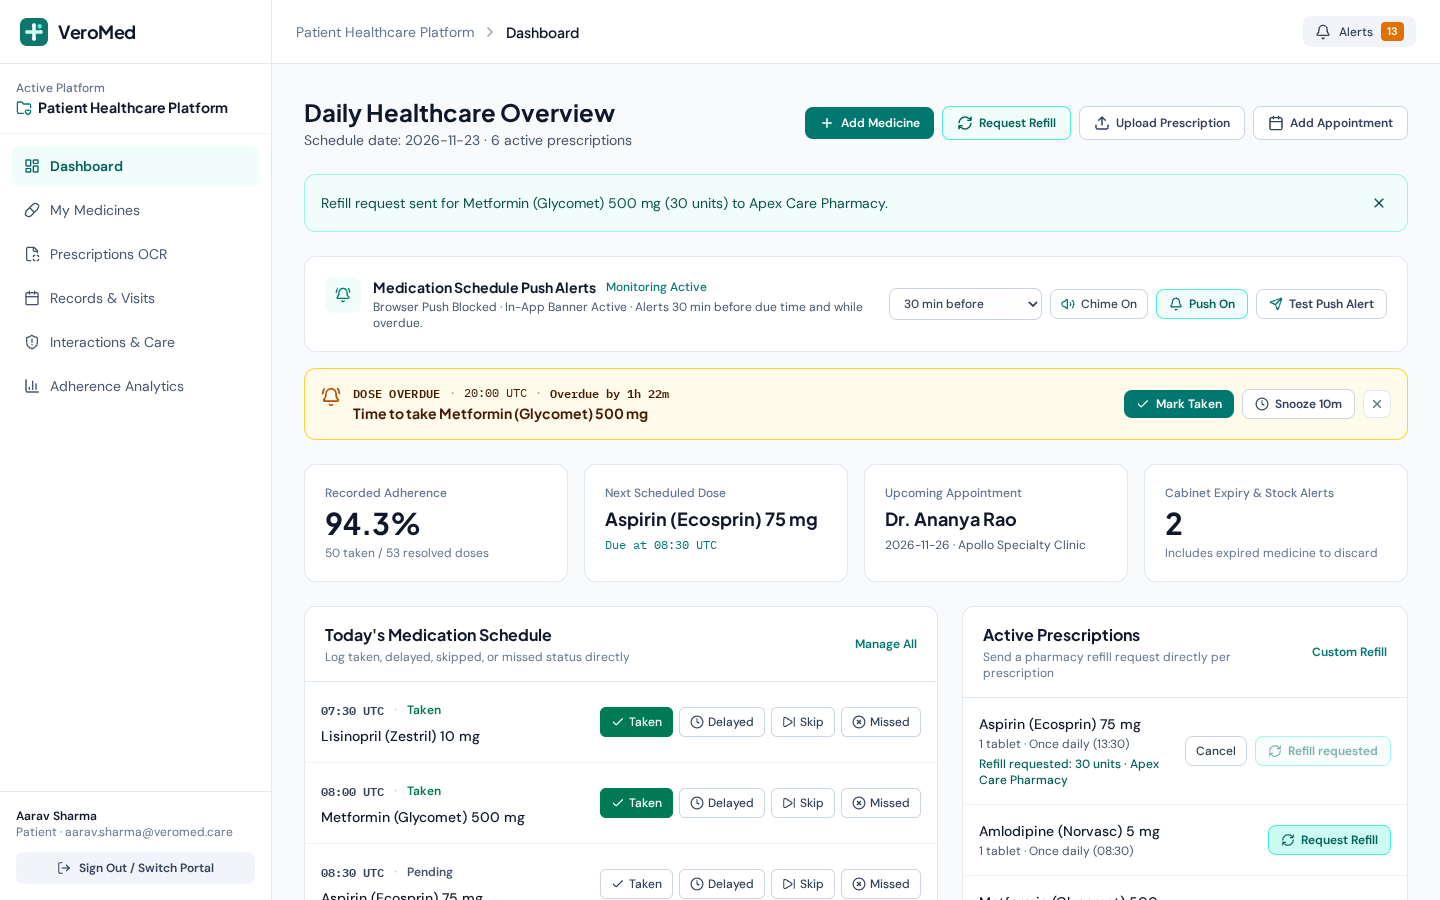 VeroMed
Patient Healthcare Platform
Dashboard
Alerts
13
Active Platform
Patient Healthcare Platform
Dashboard
My Medicines
Prescriptions OCR
Records & Visits
Interactions & Care
Adherence Analytics
Aarav Sharma
Patient · aarav.sharma@veromed.care
Sign Out / Switch Portal
Daily Healthcare Overview
Schedule date: 2026-11-23 · 6 active prescriptions
Add Medicine
Request Refill
Upload Prescription
Add Appointment
Refill request sent for Metformin (Glycomet) 500 mg (30 units) to Apex Care Pharmacy.
Medication Schedule Push Alerts Monitoring Active
Browser Push Blocked · In-App Banner Active · Alerts 30 min before due time and while
overdue.
30 min before
Chime On
Push On
Test Push Alert
DOSE OVERDUE · 20:00 UTC · Overdue by 1h 22m
Time to take Metformin (Glycomet) 500 mg
Mark Taken
Snooze 10m
Recorded Adherence
94.3%
50 taken / 53 resolved doses
Next Scheduled Dose
Aspirin (Ecosprin) 75 mg
Due at 08:30 UTC
Upcoming Appointment
Dr. Ananya Rao
2026-11-26 · Apollo Specialty Clinic
Cabinet Expiry & Stock Alerts
2
Includes expired medicine to discard
Today's Medication Schedule
Log taken, delayed, skipped, or missed status directly
Manage All
07:30 UTC · Taken
Lisinopril (Zestril) 10 mg
Taken Delayed Skip Missed
08:00 UTC · Taken
Metformin (Glycomet) 500 mg
Taken Delayed Skip Missed
08:30 UTC · Pending
Aspirin (Ecosprin) 75 mg
Taken Delayed Skip Missed
Active Prescriptions
Send a pharmacy refill request directly per
prescription
Custom Refill
Aspirin (Ecosprin) 75 mg
1 tablet · Once daily (13:30)
Refill requested: 30 units · Apex
Care Pharmacy
Cancel
Refill requested
Amlodipine (Norvasc) 5 mg
1 tablet · Once daily (08:30)
Request Refill